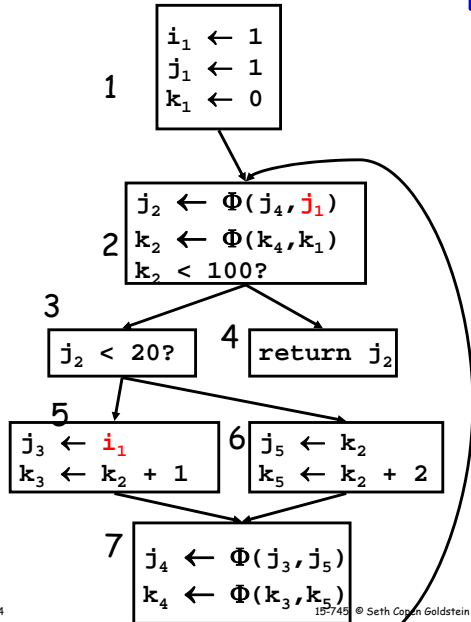 1
i₁ ← 1
j₁ ← 1
k₁ ← 0
2
j₂ ← Φ(j₄,j₁)
k₂ ← Φ(k₄,k₁)
k₂ < 100?
3
j₂ < 20?
4
return j₂
5
j₃ ← i₁
k₃ ← k₂ + 1
6
j₅ ← k₂
k₅ ← k₂ + 2
7
j₄ ← Φ(j₃,j₅)
k₄ ← Φ(k₃,k₅)
4
15-745 © Seth Copen Goldstein